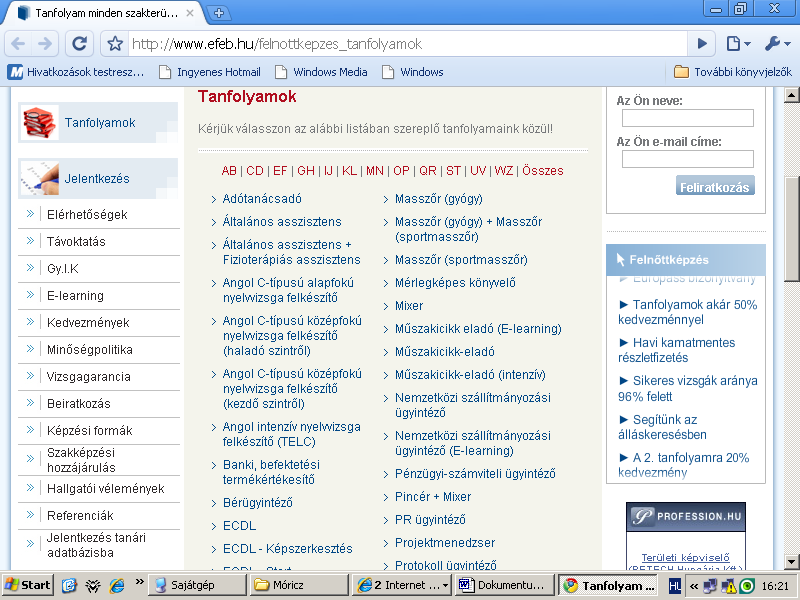 Tanfolyam minden szakterü...
http://www.efeb.hu/felnottkepzes_tanfolyamok
Hivatkozások testresz...
Ingyenes Hotmail
Windows Media
Windows
További könyvjelzők
Tanfolyamok
Jelentkezés
Elérhetőségek
Távoktatás
Gy.I.K
E-learning
Kedvezmények
Minőségpolitika
Vizsgagarancia
Beiratkozás
Képzési formák
Szakképzési
hozzájárulás
Hallgatói vélemények
Referenciák
Jelentkezés tanári
adatbázisba
Tanfolyamok
Kérjük válasszon az alábbi listában szereplő tanfolyamaink közül!
AB | CD | EF | GH | IJ | KL | MN | OP | QR | ST | UV | WZ | Összes
Adótanácsadó
Általános asszisztens
Általános asszisztens +
Fizioterápiás asszisztens
Angol C-típusú alapfokú
nyelvvizsga felkészítő
Angol C-típusú középfokú
nyelvvizsga felkészítő
(haladó szintről)
Angol C-típusú középfokú
nyelvvizsga felkészítő
(kezdő szintről)
Angol intenzív nyelvvizsga
felkészítő (TELC)
Banki, befektetési
termékértékesítő
Bérügyintéző
ECDL
ECDL - Képszerkesztés
ECDL - Start
Masszőr (gyógy)
Masszőr (gyógy) + Masszőr
(sportmasszőr)
Masszőr (sportmasszőr)
Mérlegképes könyvelő
Mixer
Műszakicikk eladó (E-learning)
Műszakicikk-eladó
Műszakicikk-eladó (intenzív)
Nemzetközi szállítmányozási
ügyintéző
Nemzetközi szállítmányozási
ügyintéző (E-learning)
Pénzügyi-számviteli ügyintéző
Pincér + Mixer
PR ügyintéző
Projektmenedzser
Protokoll ügyintéző
Az Ön neve:
Az Ön e-mail címe:
Feliratkozás
Felnőttképzés
Europass bizonyítvány
Tanfolyamok akár 50%
kedvezménnyel
Havi kamatmentes
részletfizetés
Sikeres vizsgák aránya
96% felett
Segítünk az
álláskeresésben
A 2. tanfolyamra 20%
kedvezmény
PROFESSION.HU
Területi képviselő
Start
Sajátgép
Móricz
2 Internet ...
Dokumentu...
Tanfolyam ...
HU
16:21